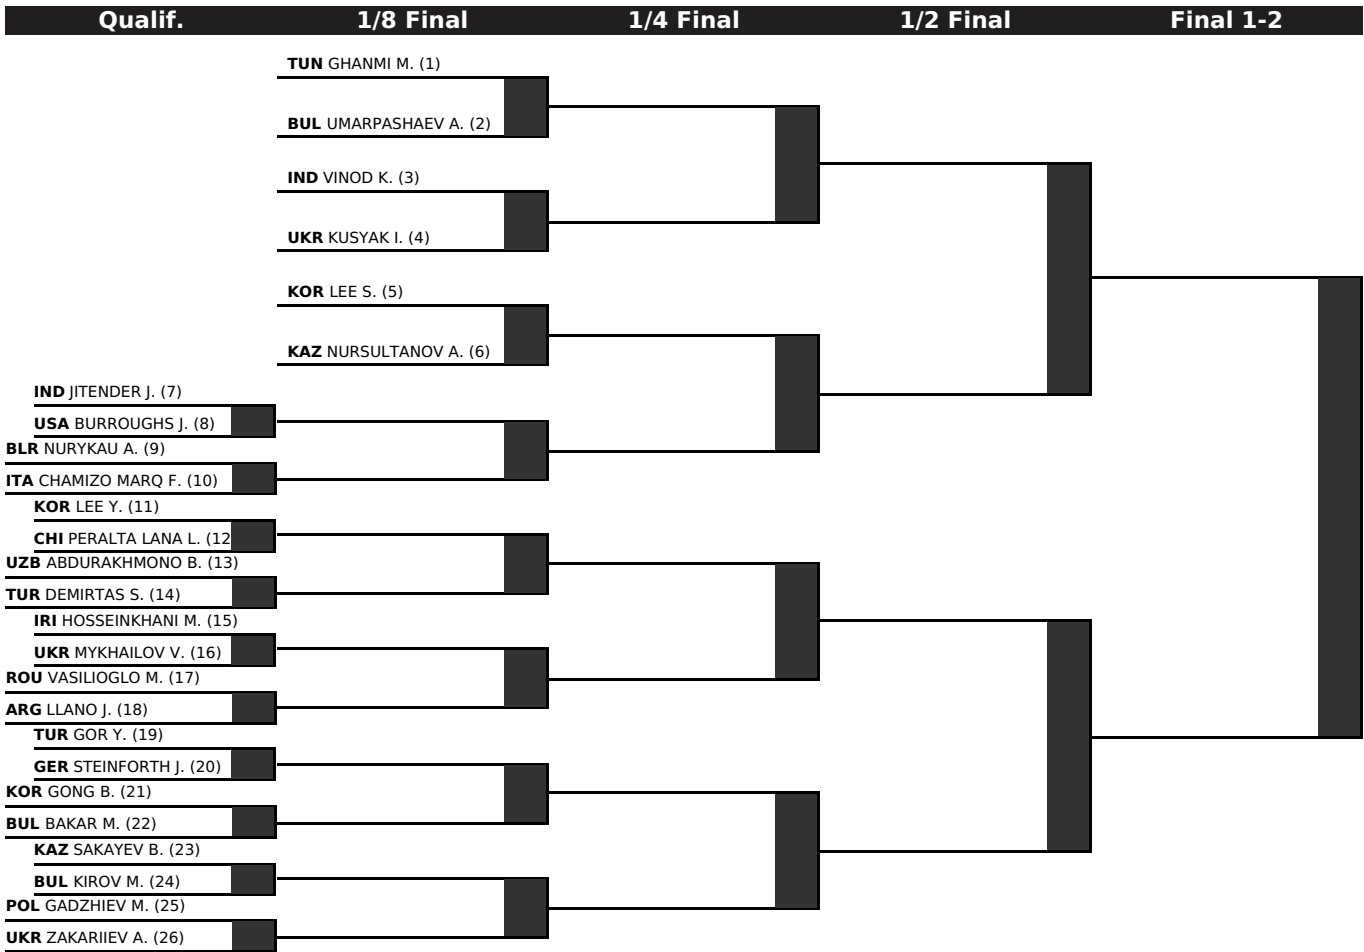 Qualif. 1/8 Final 1/4 Final 1/2 Final Final 1-2
TUN GHANMI M. (1)
BUL UMARPASHAEV A. (2)
IND VINOD K. (3)
UKR KUSYAK I. (4)
KOR LEE S. (5)
KAZ NURSULTANOV A. (6)
IND JITENDER J. (7)
USA BURROUGHS J. (8)
BLR NURYKAU A. (9)
ITA CHAMIZO MARQ F. (10)
KOR LEE Y. (11)
CHI PERALTA LANA L. (12
UZB ABDURAKHMONO B. (13)
TUR DEMIRTAS S. (14)
IRI HOSSEINKHANI M. (15)
UKR MYKHAILOV V. (16)
ROU VASILIOGLO M. (17)
ARG LLANO J. (18)
TUR GOR Y. (19)
GER STEINFORTH J. (20)
KOR GONG B. (21)
BUL BAKAR M. (22)
KAZ SAKAYEV B. (23)
BUL KIROV M. (24)
POL GADZHIEV M. (25)
UKR ZAKARIIEV A. (26)